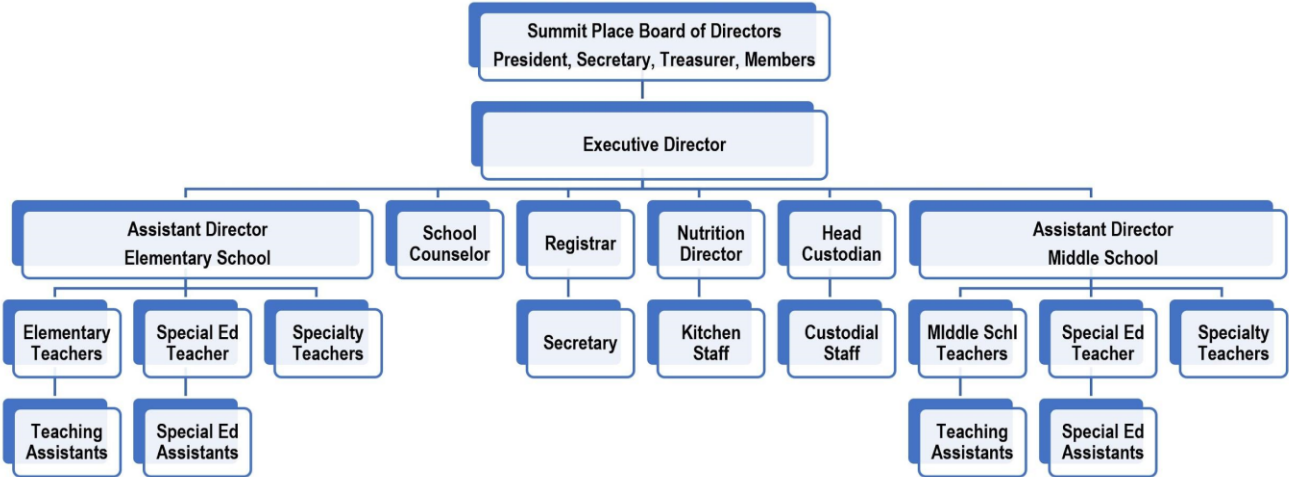 Summit Place Board of Directors
President, Secretary, Treasurer, Members
Executive Director
Assistant Director
Elementary School
School
Counselor
Registrar
Nutrition
Director
Head
Custodian
Assistant Director
Middle School
Elementary
Teachers
Special Ed
Teacher
Specialty
Teachers
Secretary
Kitchen
Staff
Custodial
Staff
MIddle Schl
Teachers
Special Ed
Teacher
Specialty
Teachers
Teaching
Assistants
Special Ed
Assistants
Teaching
Assistants
Special Ed
Assistants